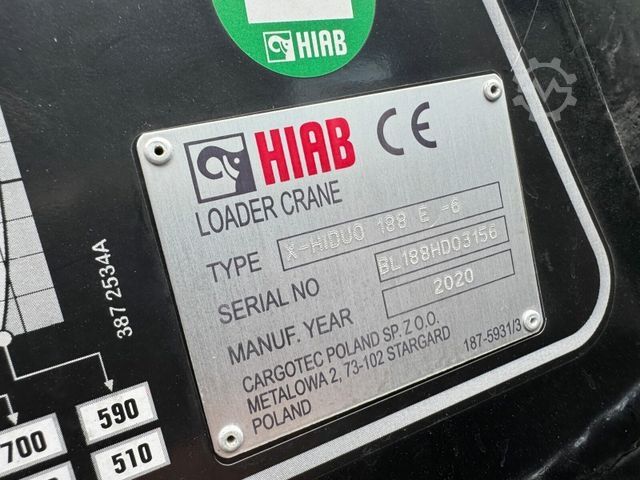 HIAB
HIAB CE
LOADER CRANE
TYPE X-HIDUO 188 E -6
SERIAL NO BL188HD03156
MANUF. YEAR 2020
CARGOTEC POLAND SP. Z O.O.
METALOWA 2, 73-102 STARGARD
POLAND
187-5931/3
387 2534A
590
700
510